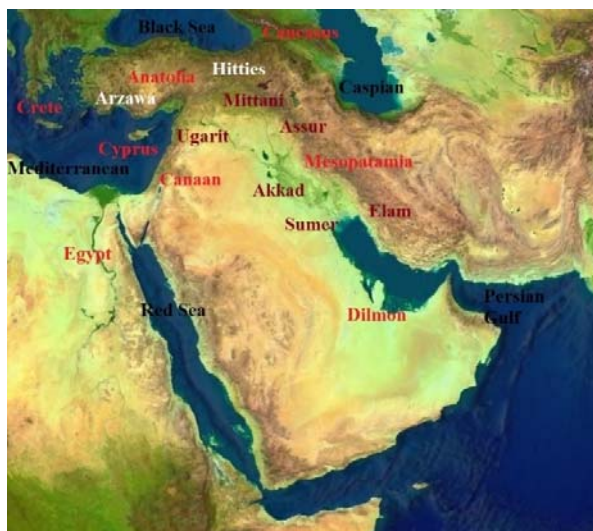 Black Sea
Caucasus
Hitties
Anatolia
Caspian
Arzawa
Mittani
Crete
Assur
Ugarit
Cyprus
Mesopatamia
Mediterranean
Canaan
Akkad
Elam
Sumer
Egypt
Persian
Gulf
Red Sea
Dilmon